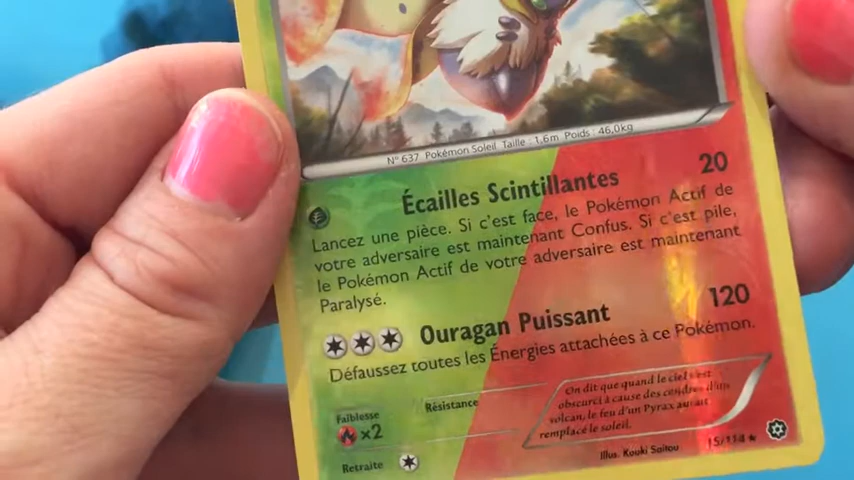 N° 637 Pokémon Soleil Taille : 1,6m Poids : 46,0kg
Écailles Scintillantes 20
Lancez une pièce. Si c'est face, le Pokémon Actif de
votre adversaire est maintenant Confus. Si c'est pile,
le Pokémon Actif de votre adversaire est maintenant
Paralysé.
Ouragan Puissant 120
Défaussez toutes les Énergies attachées à ce Pokémon.
Faiblesse
×2
Résistance
Retraite
On dit que quand le ciel s'est
obscurci à cause des cendres d'un
volcan, le feu d'un Pyrax aurait
remplacé le soleil.
Illus. Kouki Saitou
15/114 ★